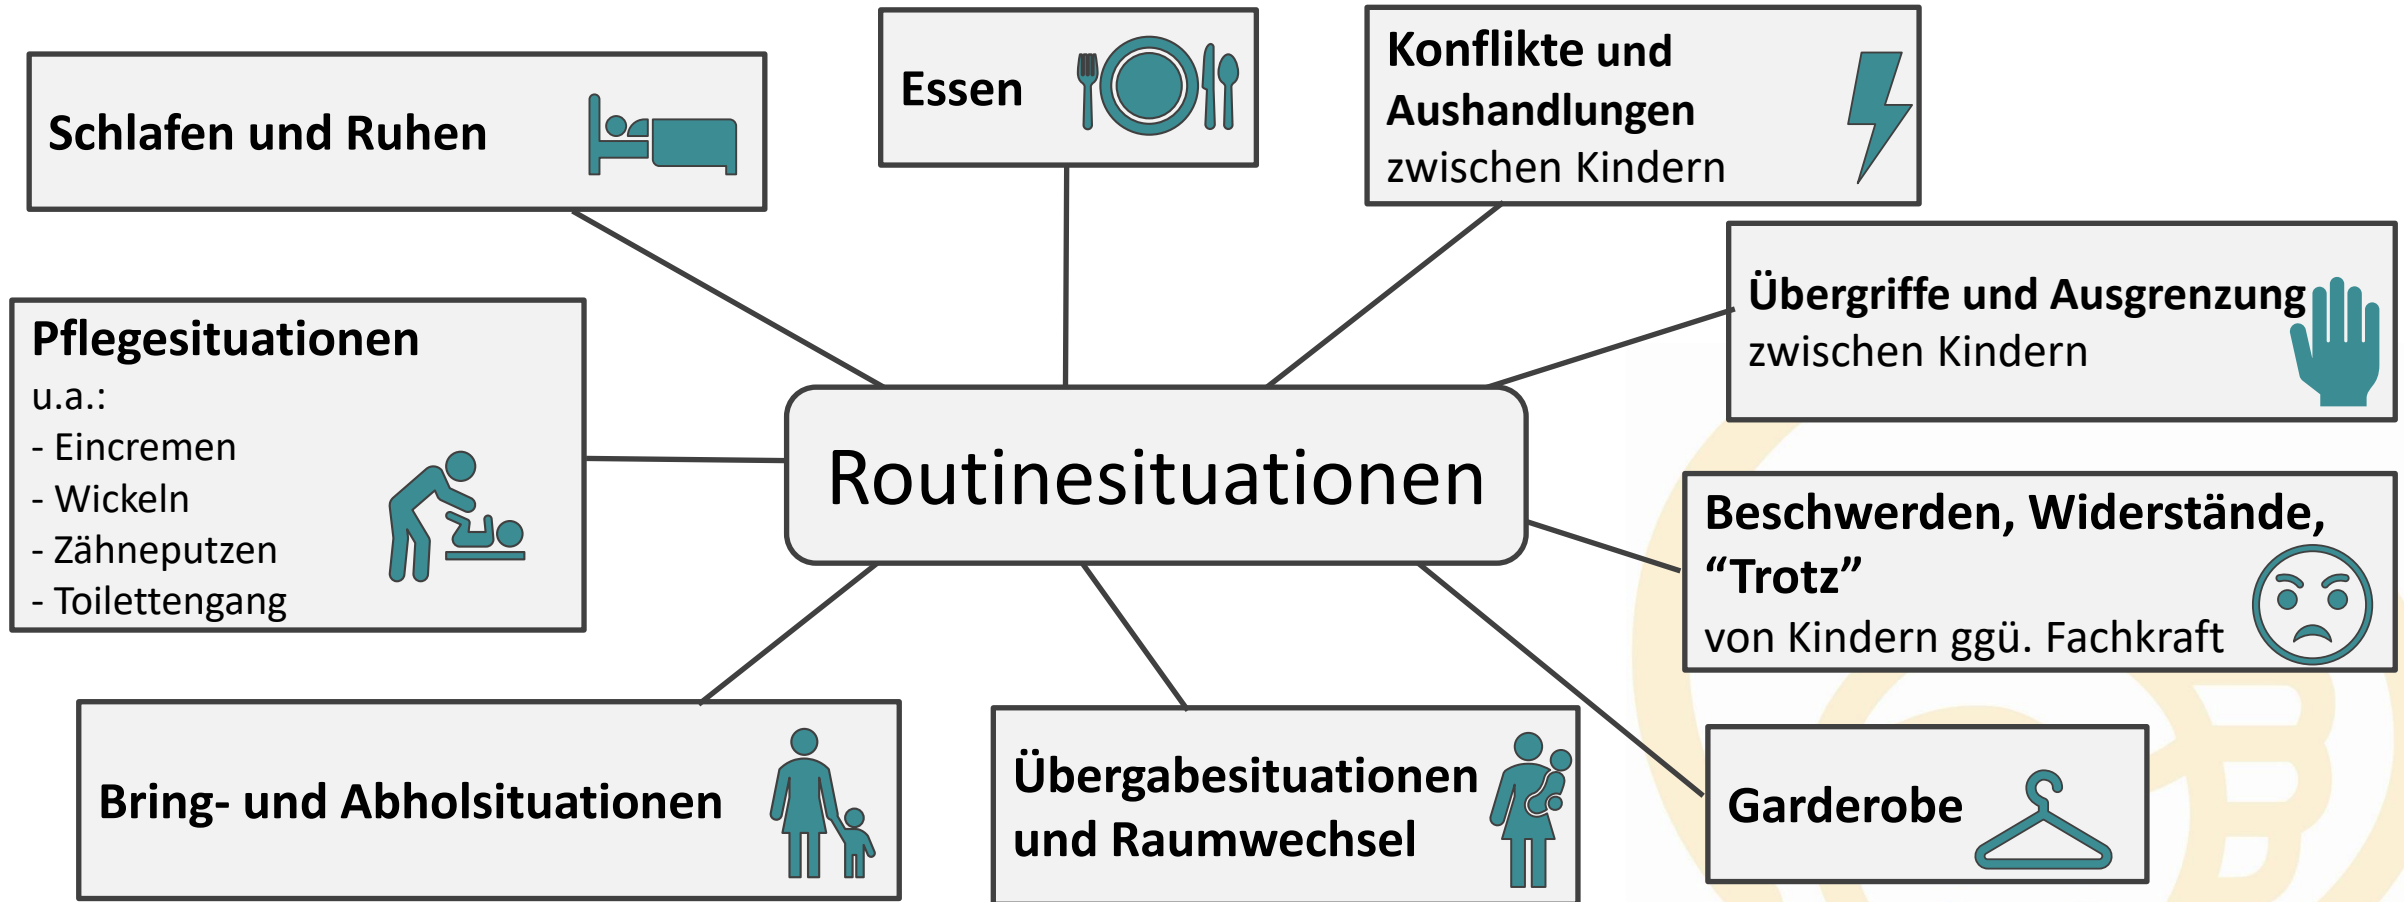 Schlafen und Ruhen
Essen
Konflikte und
Aushandlungen
zwischen Kindern
Übergriffe und Ausgrenzung
zwischen Kindern
Pflegesituationen
u.a.:
- Eincremen
- Wickeln
- Zähneputzen
- Toilettengang
Routinesituationen
Beschwerden, Widerstände,
“Trotz”
von Kindern ggü. Fachkraft
Bring- und Abholsituationen
Übergabesituationen
und Raumwechsel
Garderobe